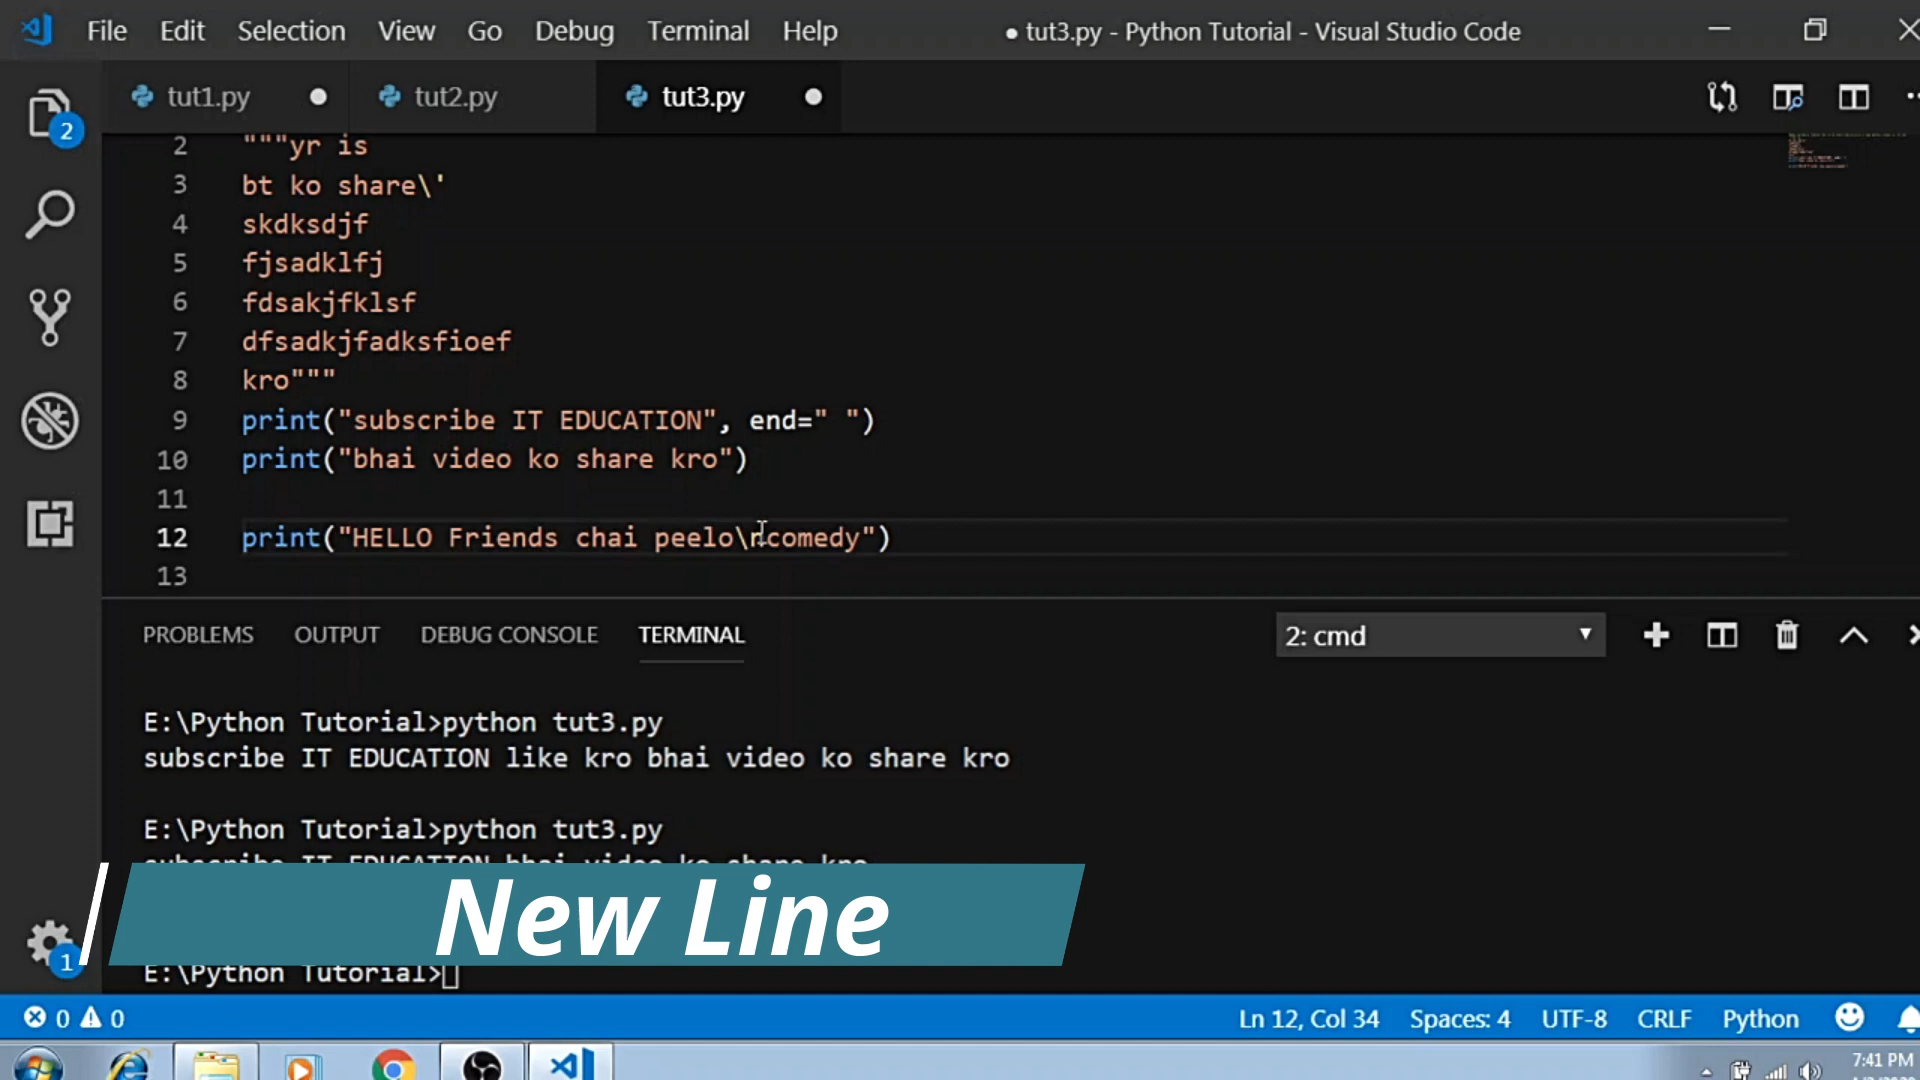 File Edit Selection View Go Debug Terminal Help ● tut3.py - Python Tutorial - Visual Studio Code
tut1.py tut2.py tut3.py
2 """yr is
3 bt ko share\'
4 skdksdjf
5 fjsadklfj
6 fdsakjfklsf
7 dfsadkjfadksfioef
8 kro"""
9 print("subscribe IT EDUCATION", end=" ")
10 print("bhai video ko share kro")
11
12 print("HELLO Friends chai peelo\ncomedy")
13
PROBLEMS OUTPUT DEBUG CONSOLE TERMINAL 2: cmd
E:\Python Tutorial>python tut3.py
subscribe IT EDUCATION like kro bhai video ko share kro
E:\Python Tutorial>python tut3.py
subscribe IT EDUCATION bhai video ko share kro
New Line
E:\Python Tutorial>
0 0 Ln 12, Col 34 Spaces: 4 UTF-8 CRLF Python
7:41 PM
2
1